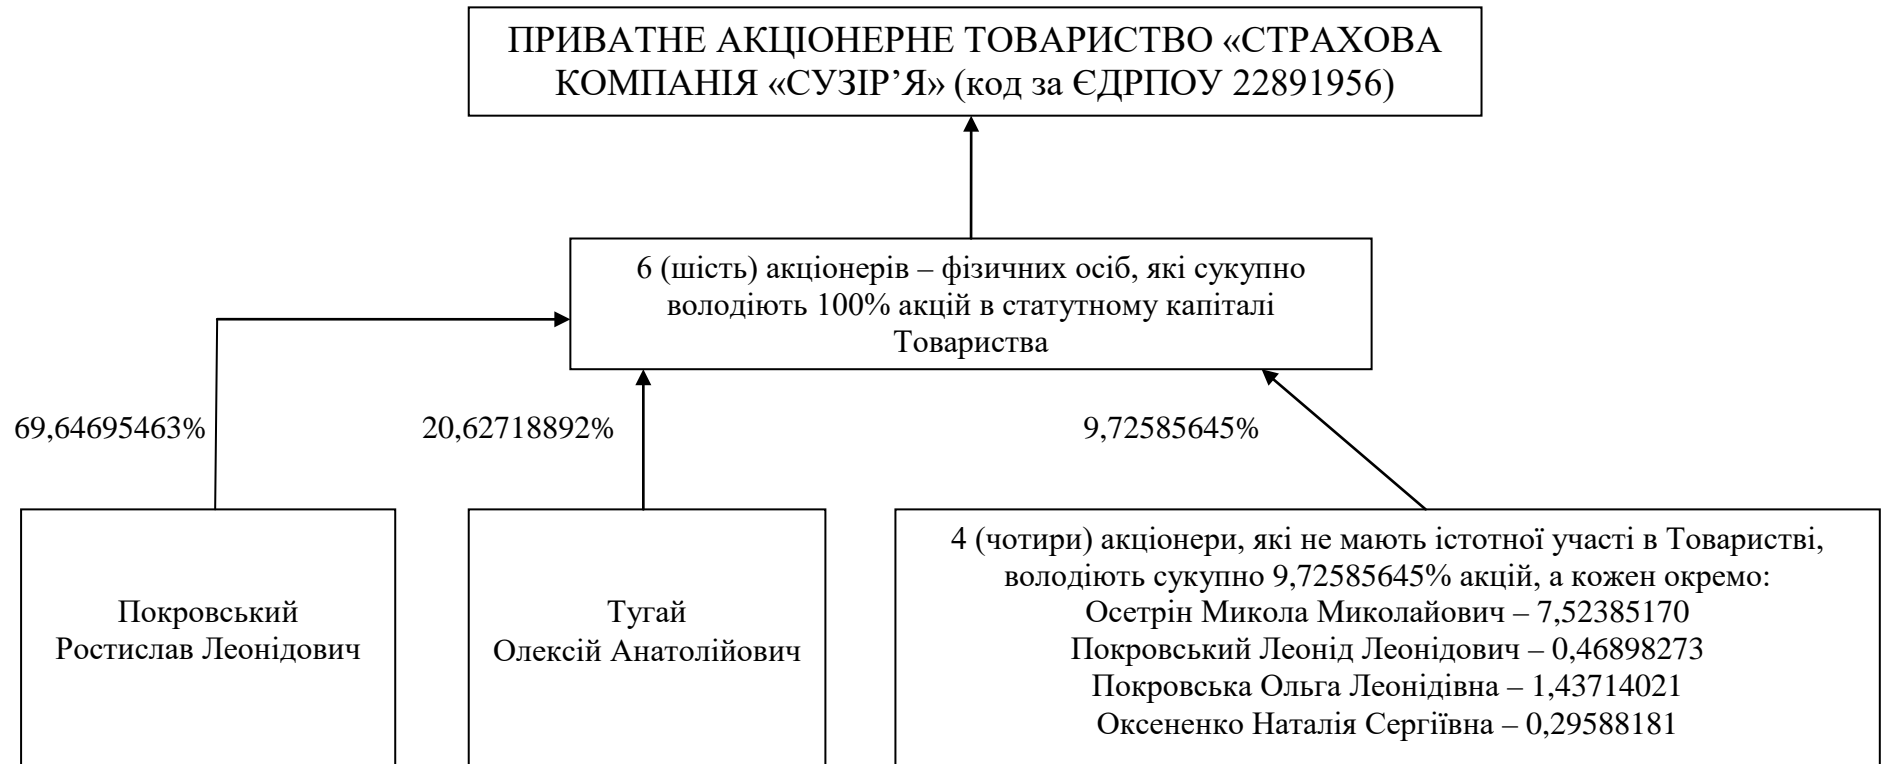 ПРИВАТНЕ АКЦІОНЕРНЕ ТОВАРИСТВО «СТРАХОВА
КОМПАНІЯ «СУЗІР’Я» (код за ЄДРПОУ 22891956)
6 (шість) акціонерів – фізичних осіб, які сукупно
володіють 100% акцій в статутному капіталі
Товариства
69,64695463%
20,62718892%
9,72585645%
Покровський
Ростислав Леонідович
Тугай
Олексій Анатолійович
4 (чотири) акціонери, які не мають істотної участі в Товаристві,
володіють сукупно 9,72585645% акцій, а кожен окремо:
Осетрін Микола Миколайович – 7,52385170
Покровський Леонід Леонідович – 0,46898273
Покровська Ольга Леонідівна – 1,43714021
Оксененко Наталія Сергіївна – 0,29588181